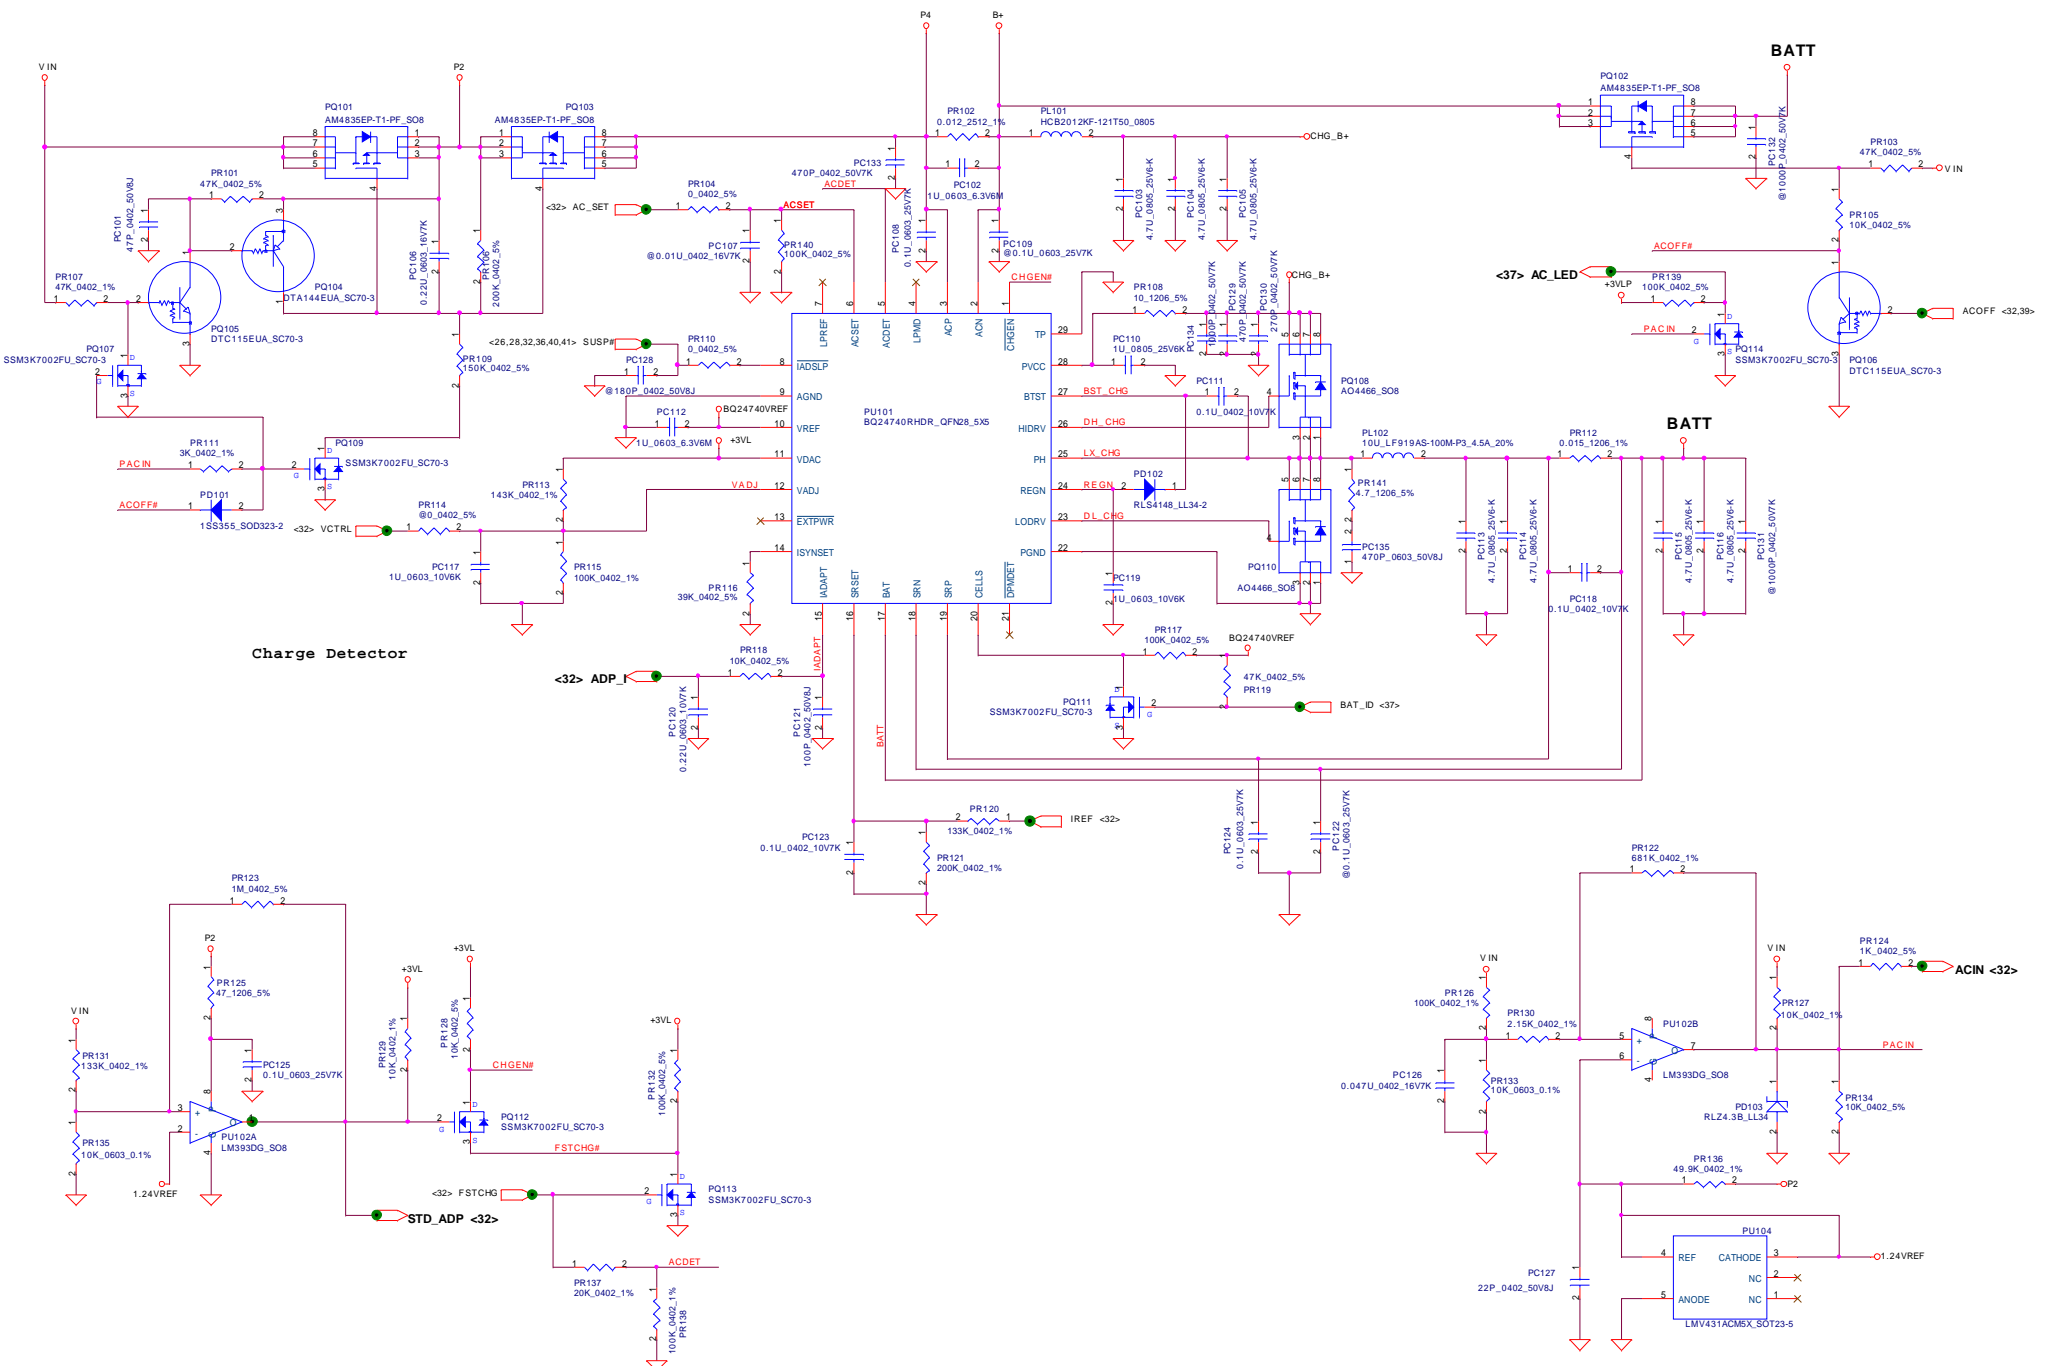 P4
B+
BATT
V IN
P2
PQ101
AM4835EP-T1-PF_SO8
PQ103
AM4835EP-T1-PF_SO8
PR102
0.012_2512_1%
PL101
HCB2012KF-121T50_0805
CHG_B+
PQ102
AM4835EP-T1-PF_SO8
PC132
@1000P_0402_50V7K
PR103
47K_0402_5%
V IN
PR101
47K_0402_5%
PC101
47P_0402_50V8J
PC133
470P_0402_50V7K
ACDET
PC102
1U_0603_6.3V6M
PC103
4.7U_0805_25V6-K
PC104
4.7U_0805_25V6-K
PC105
4.7U_0805_25V6-K
PR104
0_0402_5%
<32> AC_SET
ACSET
PC107
@0.01U_0402_16V7K
PR140
100K_0402_5%
PC108
0.1U_0603_25V7K
PC109
@0.1U_0603_25V7K
CHGEN#
PR105
10K_0402_5%
ACOFF#
PR107
47K_0402_1%
PQ104
DTA144EUA_SC70-3
PQ105
DTC115EUA_SC70-3
PC106
0.22U_0603_16V7K
PR106
200K_0402_5%
<37> AC_LED
+3VLP
PR139
100K_0402_5%
PACIN
PQ114
SSM3K7002FU_SC70-3
ACOFF <32,39>
PQ106
DTC115EUA_SC70-3
PQ107
SSM3K7002FU_SC70-3
PR109
150K_0402_5%
<26,28,32,36,40,41> SUSP#
PR110
0_0402_5%
PC128
@180P_0402_50V8J
PR108
10_1206_5%
PC110
1U_0805_25V6K
PC134
1000P_0402_50V7K
PC129
470P_0402_50V7K
PC130
270P_0402_50V7K
CHG_B+
PQ108
AO4466_SO8
PU101
BQ24740RHDR_QFN28_5X5
LPREF
ACSET
ACDET
LPMD
ACP
ACN
CHGEN
IADSLP
AGND
VREF
VDAC
VADJ
EXTPWR
ISYNSET
TP
PVCC
BTST
HIDRV
PH
REGN
LODRV
PGND
IADAPT
SRSET
BAT
SRN
SRP
CELLS
DPMDET
BST_CHG
PC111
0.1U_0402_10V7K
DH_CHG
LX_CHG
REGN
PD102
RLS4148_LL34-2
DL_CHG
PC112
1U_0603_6.3V6M
BQ24740VREF
+3VL
PR111
3K_0402_1%
PACIN
ACOFF#
PD101
1SS355_SOD323-2
PQ109
SSM3K7002FU_SC70-3
PR113
143K_0402_1%
VADJ
PR114
@0_0402_5%
<32> VCTRL
PC117
1U_0603_10V6K
PR115
100K_0402_1%
PR116
39K_0402_5%
PL102
10U_LF919AS-100M-P3_4.5A_20%
PR112
0.015_1206_1%
BATT
PR141
4.7_1206_5%
PC135
470P_0603_50V8J
PQ110
AO4466_SO8
PC119
1U_0603_10V6K
PC113
4.7U_0805_25V6-K
PC114
4.7U_0805_25V6-K
PC118
0.1U_0402_10V7K
PC115
4.7U_0805_25V6-K
PC116
4.7U_0805_25V6-K
PC131
@1000P_0402_50V7K
Charge Detector
<32> ADP_I
PR118
10K_0402_5%
IADAPT
PC120
0.22U_0603_10V7K
PC121
100P_0402_50V8J
BATT
PR117
100K_0402_5%
BQ24740VREF
47K_0402_5%
PR119
PQ111
SSM3K7002FU_SC70-3
BAT_ID <37>
PR120
133K_0402_1%
IREF <32>
PC123
0.1U_0402_10V7K
PR121
200K_0402_1%
PC124
0.1U_0603_25V7K
PC122
@0.1U_0603_25V7K
PR123
1M_0402_5%
P2
PR125
47_1206_5%
V IN
PR131
133K_0402_1%
PC125
0.1U_0603_25V7K
PR135
10K_0603_0.1%
PU102A
LM393DG_SO8
1.24VREF
+3VL
PR129
10K_0402_1%
+3VL
PR128
10K_0402_5%
CHGEN#
PQ112
SSM3K7002FU_SC70-3
+3VL
PR132
100K_0402_5%
FSTCHG#
STD_ADP <32>
<32> FSTCHG
PQ113
SSM3K7002FU_SC70-3
PR137
20K_0402_1%
ACDET
PR138
100K_0402_1%
PR122
681K_0402_1%
V IN
PR126
100K_0402_1%
PR130
2.15K_0402_1%
PC126
0.047U_0402_16V7K
PR133
10K_0603_0.1%
PU102B
LM393DG_SO8
V IN
PR127
10K_0402_1%
PR124
1K_0402_5%
ACIN <32>
PACIN
PD103
RLZ4.3B_LL34
PR134
10K_0402_5%
PR136
49.9K_0402_1%
P2
PU104
REF
CATHODE
NC
ANODE
NC
LMV431ACM5X_SOT23-5
1.24VREF
PC127
22P_0402_50V8J